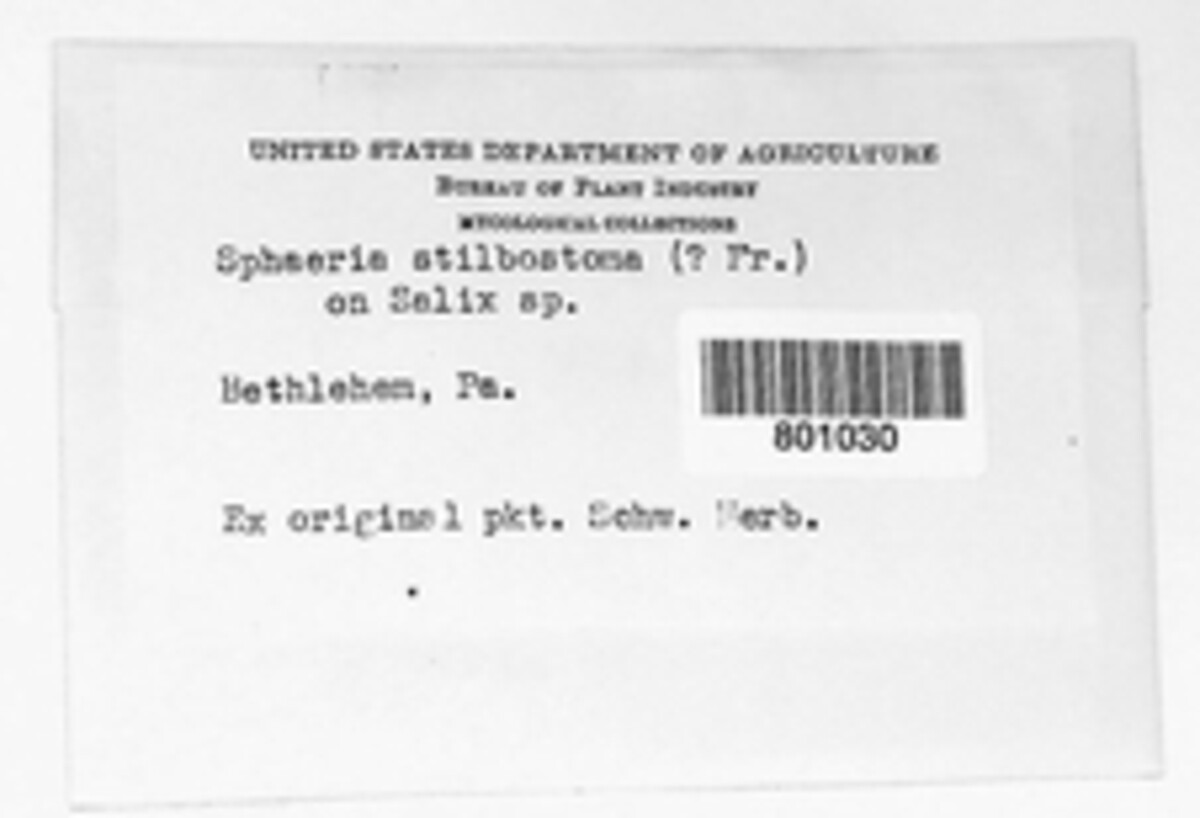 UNITED STATES DEPARTMENT OF AGRICULTURE
BUREAU OF PLANT INDUSTRY
MYCOLOGICAL COLLECTIONS
Sphaeria stilbostoma (? Fr.)
on Salix sp.
Bethlehem, Pa.
801030
Ex original pkt. Schw. Herb.